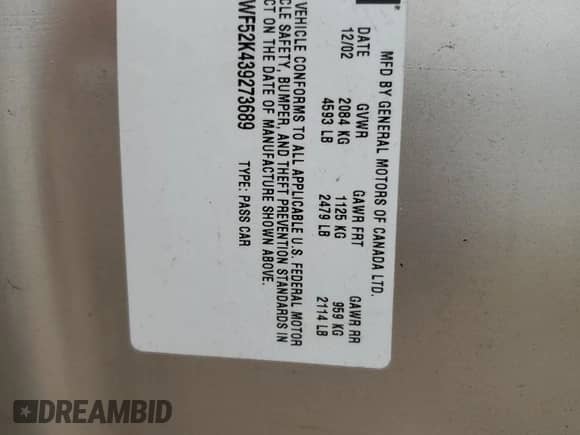 MFD BY GENERAL MOTORS OF CANADA LTD.
DATE GVWR GAWR FRT GAWR RR
12/02 2084 KG 1125 KG 959 KG
4593 LB 2479 LB 2114 LB
VEHICLE CONFORMS TO ALL APPLICABLE U.S. FEDERAL MOTOR
CLE SAFETY, BUMPER, AND THEFT PREVENTION STANDARDS IN
CT ON THE DATE OF MANUFACTURE SHOWN ABOVE.
WF52K439273689 TYPE: PASS CAR
DREAMBID